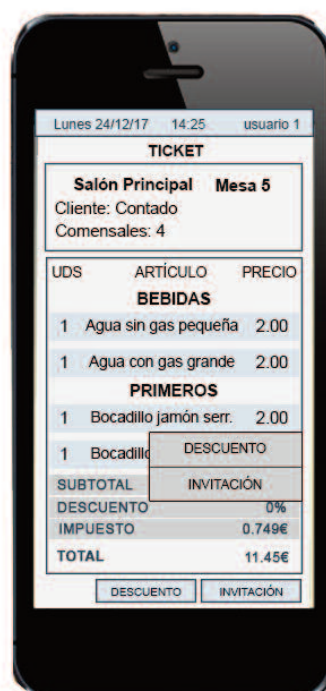 Lunes 24/12/17 14:25 usuario 1
TICKET
Salón Principal Mesa 5
Cliente: Contado
Comensales: 4
UDS ARTÍCULO PRECIO
BEBIDAS
1 Agua sin gas pequeña 2.00
1 Agua con gas grande 2.00
PRIMEROS
1 Bocadillo jamón serr. 2.00
1
DESCUENTO
SUBTOTAL
INVITACIÓN
DESCUENTO 0%
IMPUESTO 0.749€
TOTAL 11.45€
DESCUENTO INVITACIÓN